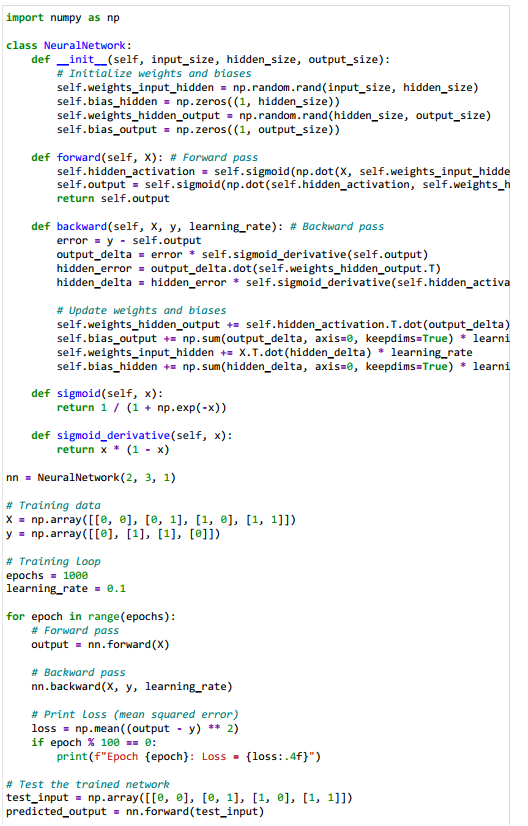 import numpy as np
class NeuralNetwork:
    def __init__(self, input_size, hidden_size, output_size):
        # Initialize weights and biases
        self.weights_input_hidden = np.random.rand(input_size, hidden_size)
        self.bias_hidden = np.zeros((1, hidden_size))
        self.weights_hidden_output = np.random.rand(hidden_size, output_size)
        self.bias_output = np.zeros((1, output_size))
    def forward(self, X): # Forward pass
        self.hidden_activation = self.sigmoid(np.dot(X, self.weights_input_hidde
        self.output = self.sigmoid(np.dot(self.hidden_activation, self.weights_h
        return self.output
    def backward(self, X, y, learning_rate): # Backward pass
        error = y - self.output
        output_delta = error * self.sigmoid_derivative(self.output)
        hidden_error = output_delta.dot(self.weights_hidden_output.T)
        hidden_delta = hidden_error * self.sigmoid_derivative(self.hidden_activa
        # Update weights and biases
        self.weights_hidden_output += self.hidden_activation.T.dot(output_delta)
        self.bias_output += np.sum(output_delta, axis=0, keepdims=True) * learni
        self.weights_input_hidden += X.T.dot(hidden_delta) * learning_rate
        self.bias_hidden += np.sum(hidden_delta, axis=0, keepdims=True) * learni
    def sigmoid(self, x):
        return 1 / (1 + np.exp(-x))
    def sigmoid_derivative(self, x):
        return x * (1 - x)
nn = NeuralNetwork(2, 3, 1)
# Training data
X = np.array([[0, 0], [0, 1], [1, 0], [1, 1]])
y = np.array([[0], [1], [1], [0]])
# Training Loop
epochs = 1000
learning_rate = 0.1
for epoch in range(epochs):
    # Forward pass
    output = nn.forward(X)
    # Backward pass
    nn.backward(X, y, learning_rate)
    # Print Loss (mean squared error)
    loss = np.mean((output - y) ** 2)
    if epoch % 100 == 0:
        print(f"Epoch {epoch}: Loss = {loss:.4f}")
# Test the trained network
test_input = np.array([[0, 0], [0, 1], [1, 0], [1, 1]])
predicted_output = nn.forward(test_input)